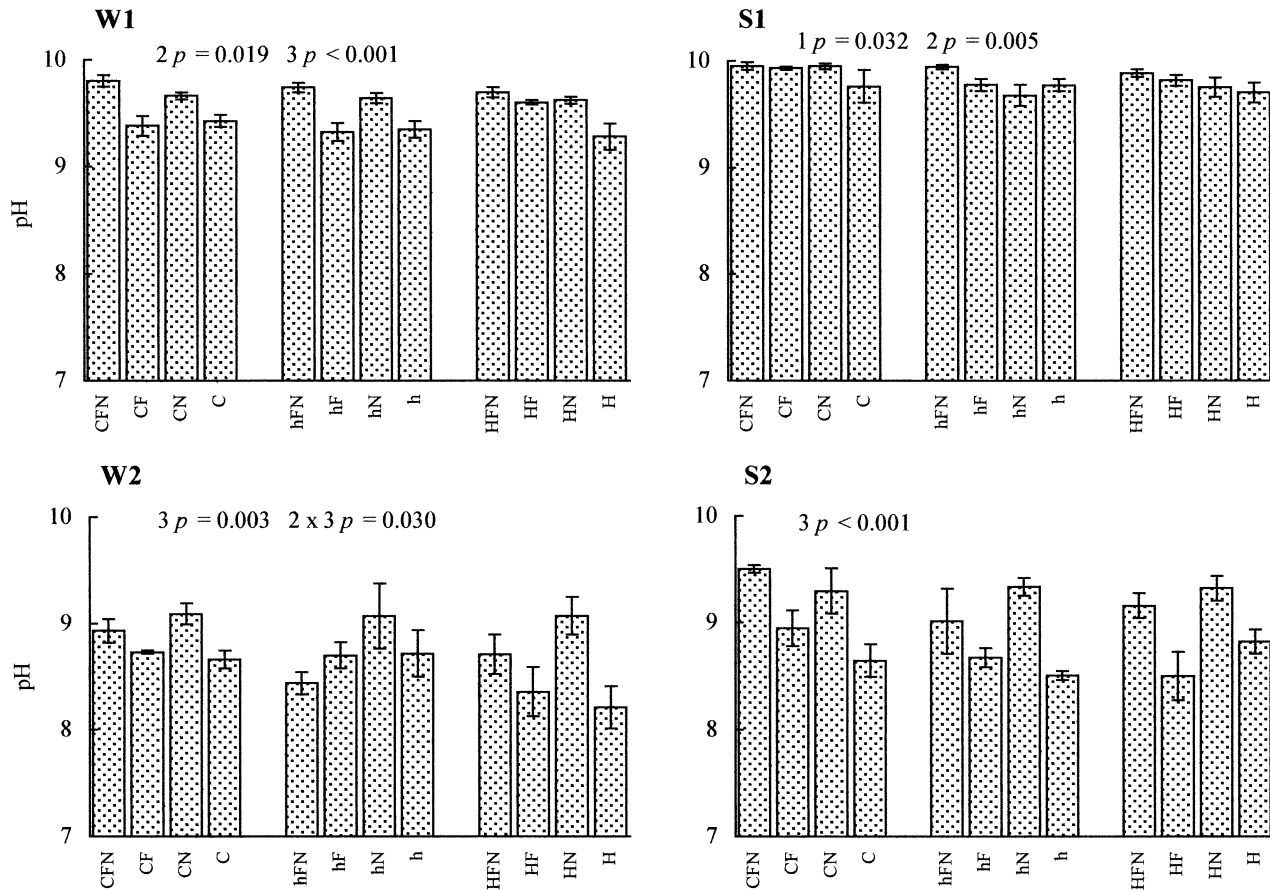 W1
2 p = 0.019 3 p < 0.001
10
9
8
7
pH
CFN CF CN C hFN hF hN h HFN HF HN H
S1
1 p = 0.032 2 p = 0.005
10
9
8
7
CFN CF CN C hFN hF hN h HFN HF HN H
W2
3 p = 0.003 2 x 3 p = 0.030
10
9
8
7
pH
CFN CF CN C hFN hF hN h HFN HF HN H
S2
3 p < 0.001
10
9
8
7
CFN CF CN C hFN hF hN h HFN HF HN H